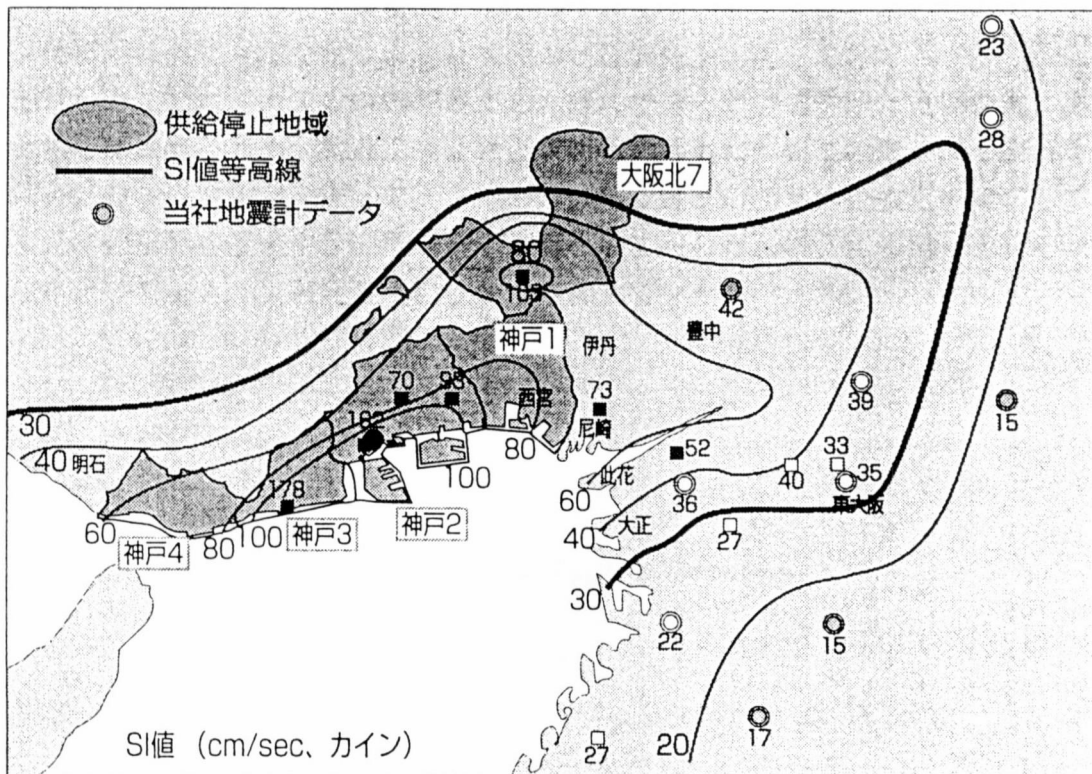 23
28
供給停止地域
SI値等高線
当社地震計データ
大阪北7
80
103
42
豊中
神戸1
伊丹
39
70
95
西宮
73
尼崎
15
30
40
明石
80
52
33
40
35
此花
60
36
東大阪
100
178
大正
40
27
60
神戸4
80
100
神戸3
神戸2
30
22
15
17
SI値 (cm/sec、カイン)
27
20